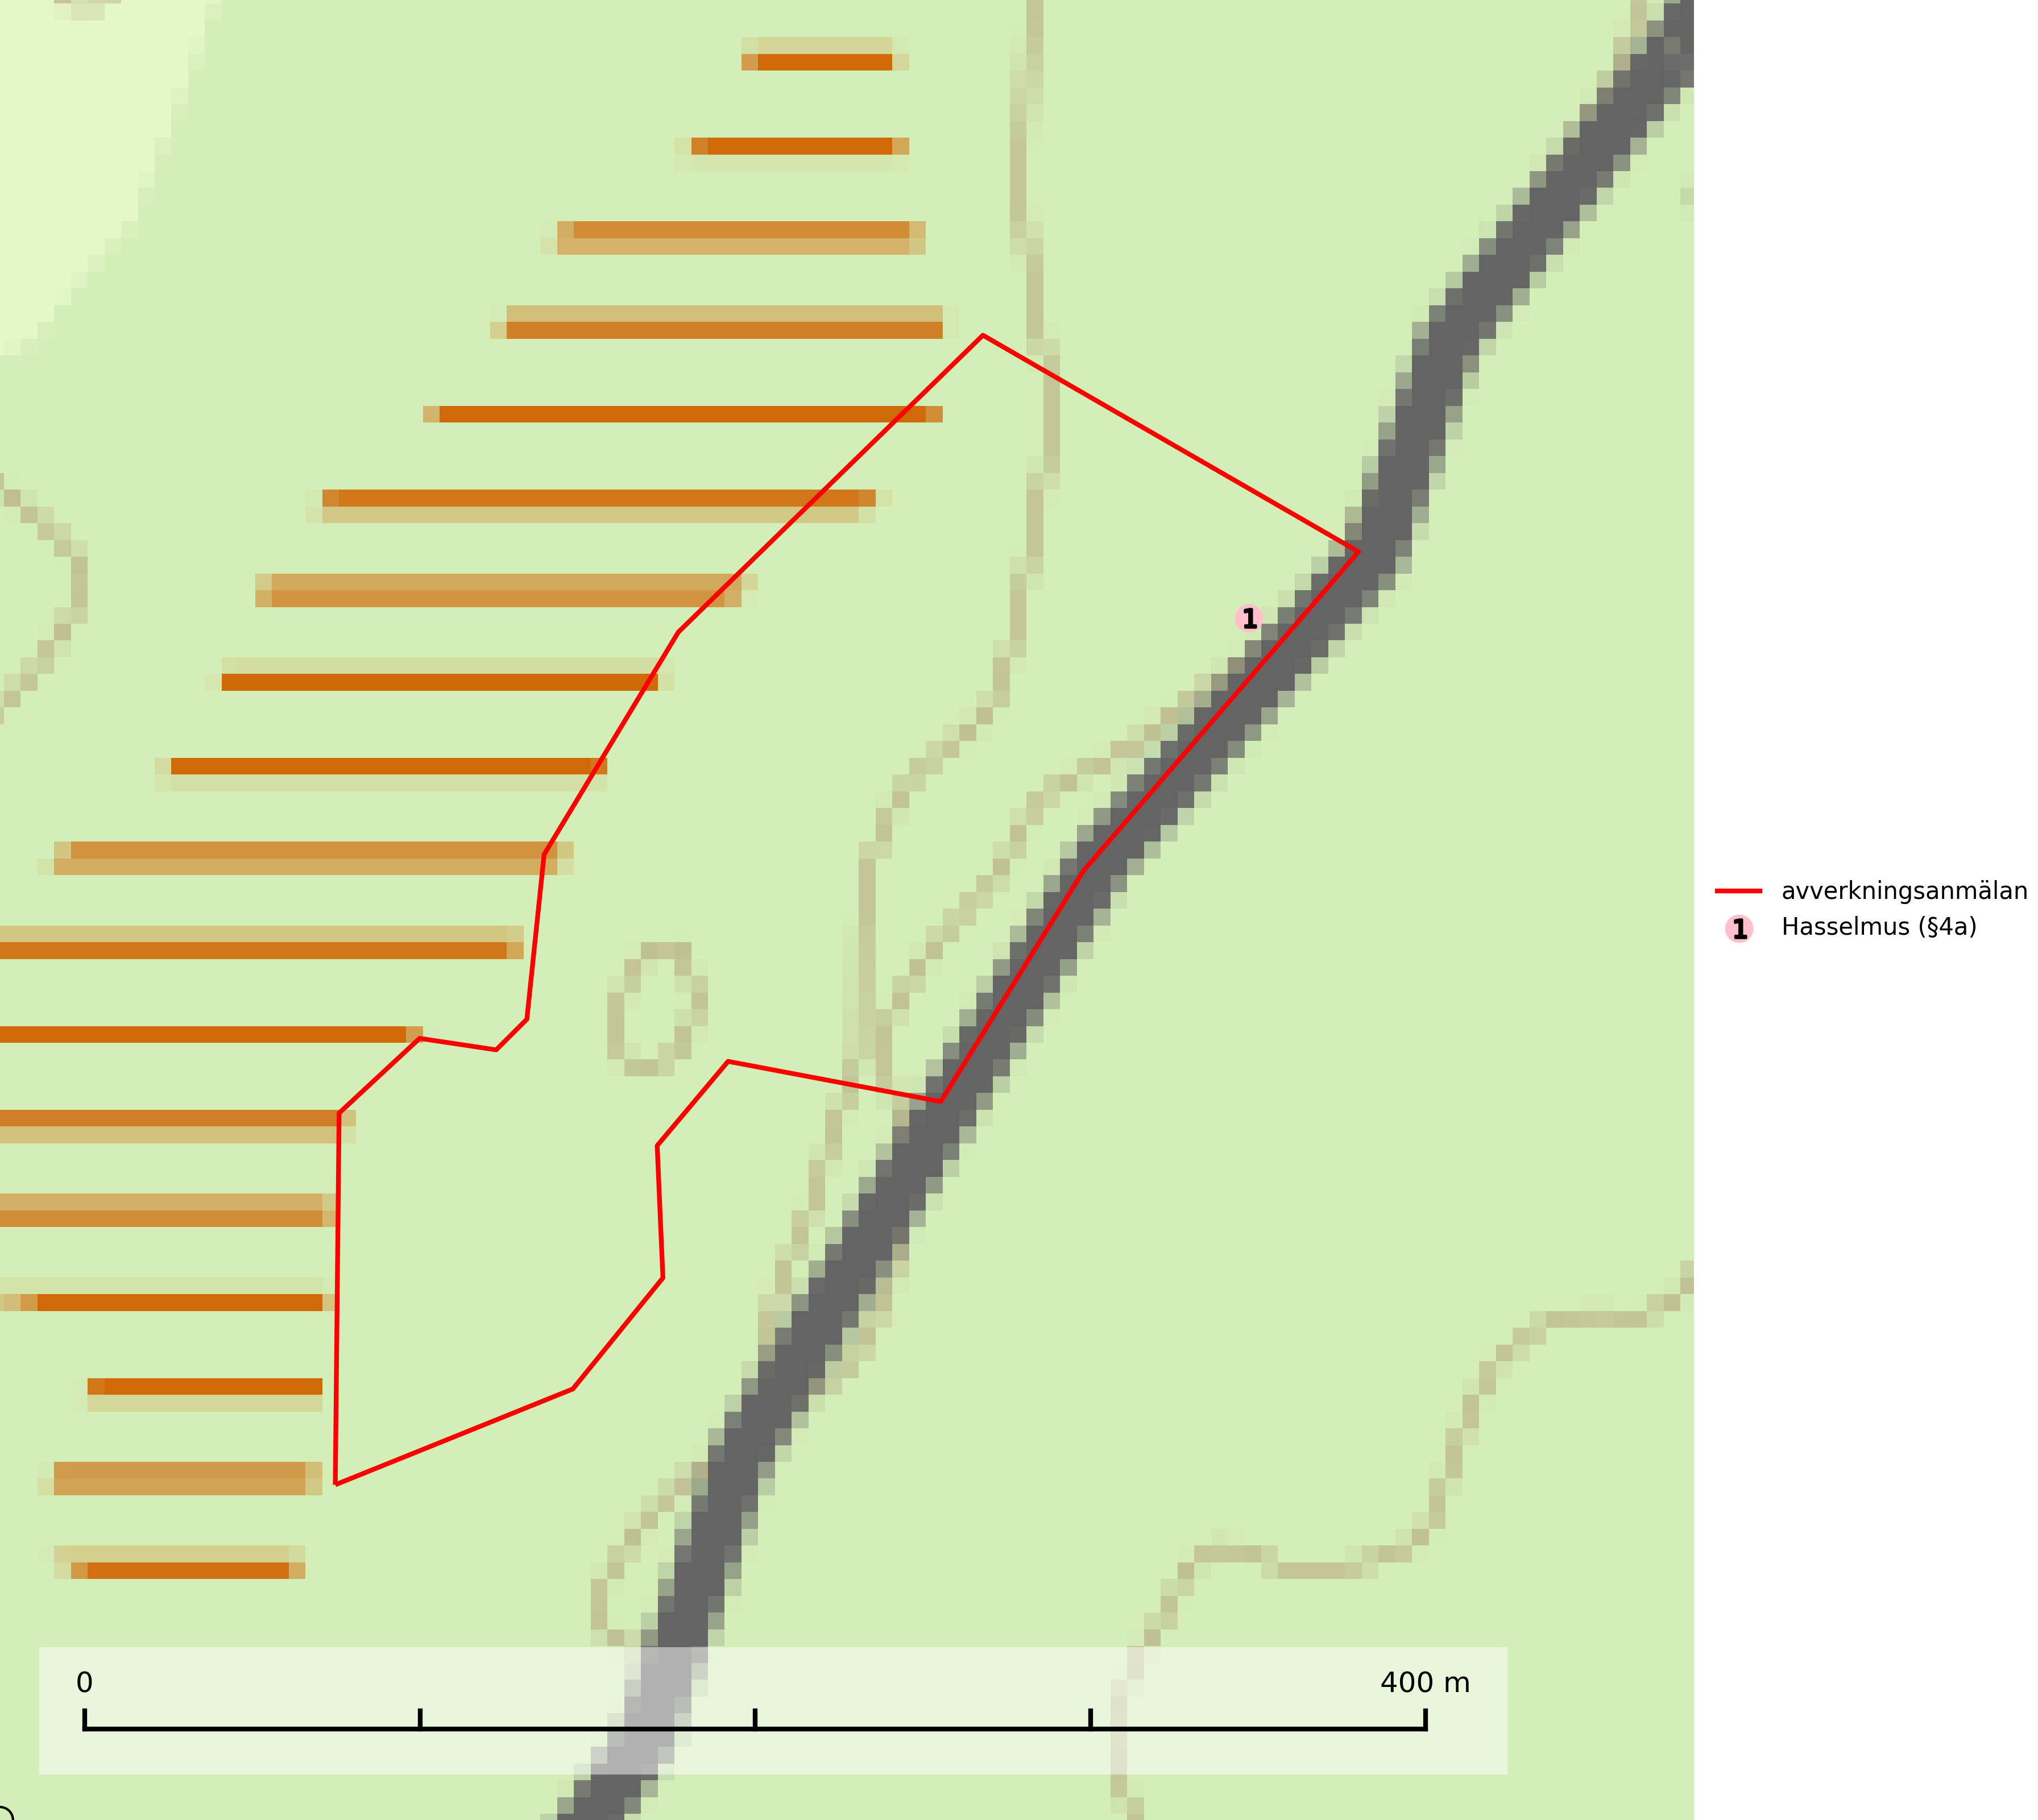 1
avverkningsanmälan
1 Hasselmus (§4a)
0 400 m